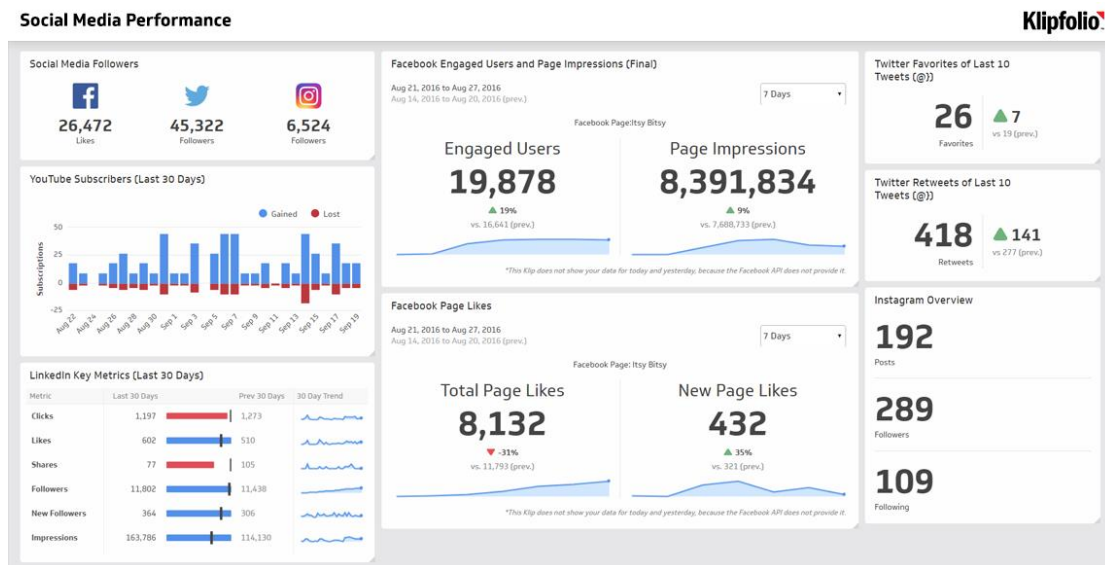 Social Media Performance
Klipfolio
Social Media Followers
26,472
Likes
45,322
Followers
6,524
Followers
YouTube Subscribers (Last 30 Days)
Gained Lost
Subscriptions
50
25
0
-25
Aug 22 Aug 24 Aug 26 Aug 28 Aug 30 Sep 1 Sep 3 Sep 5 Sep 7 Sep 9 Sep 11 Sep 13 Sep 15 Sep 17 Sep 19
LinkedIn Key Metrics (Last 30 Days)
Metric Last 30 Days Prev 30 Days 30 Day Trend
Clicks 1,197 1,273
Likes 602 510
Shares 77 105
Followers 11,802 11,438
New Followers 364 306
Impressions 163,786 114,130
Facebook Engaged Users and Page Impressions (Final)
Aug 21, 2016 to Aug 27, 2016
Aug 14, 2016 to Aug 20, 2016 (prev.)
7 Days
Facebook Page:Itsy Bitsy
Engaged Users
19,878
19%
vs. 16,641 (prev.)
Page Impressions
8,391,834
9%
vs. 7,688,733 (prev.)
*This Klip does not show your data for today and yesterday, because the Facebook API does not provide it.
Facebook Page Likes
Aug 21, 2016 to Aug 27, 2016
Aug 14, 2016 to Aug 20, 2016 (prev.)
7 Days
Facebook Page: Itsy Bitsy
Total Page Likes
8,132
-31%
vs. 11,793 (prev.)
New Page Likes
432
35%
vs. 321 (prev.)
*This Klip does not show your data for today and yesterday, because the Facebook API does not provide it.
Twitter Favorites of Last 10
Tweets (@})
26
Favorites
7
vs 19 (prev.)
Twitter Retweets of Last 10
Tweets (@})
418
Retweets
141
vs 277 (prev.)
Instagram Overview
192
Posts
289
Followers
109
Following